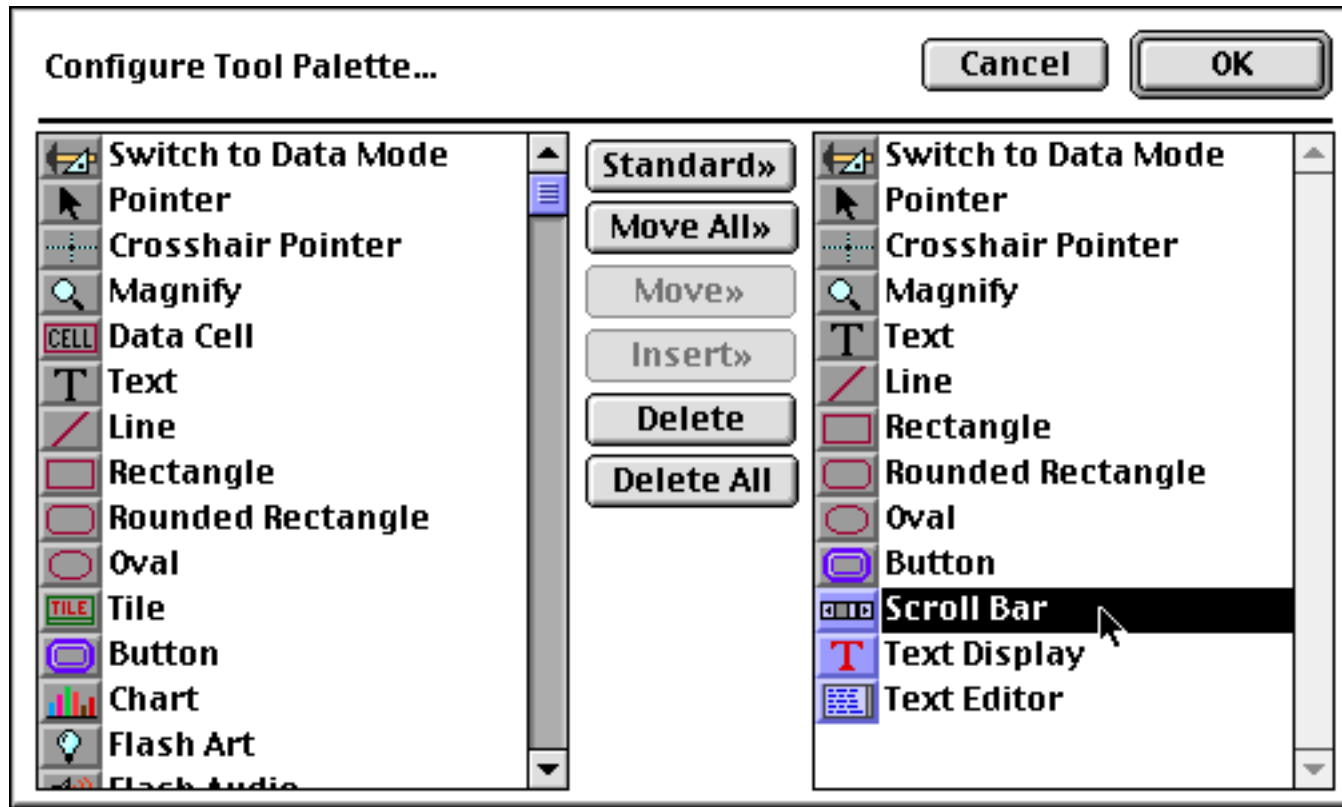 Configure Tool Palette...
Cancel
OK
Switch to Data Mode
Pointer
Crosshair Pointer
Magnify
CELL Data Cell
T Text
Line
Rectangle
Rounded Rectangle
Oval
TILE Tile
Button
Chart
Flash Art
Flash Audio
Standard»
Move All»
Move»
Insert»
Delete
Delete All
Switch to Data Mode
Pointer
Crosshair Pointer
Magnify
T Text
Line
Rectangle
Rounded Rectangle
Oval
Button
Scroll Bar
T Text Display
Text Editor